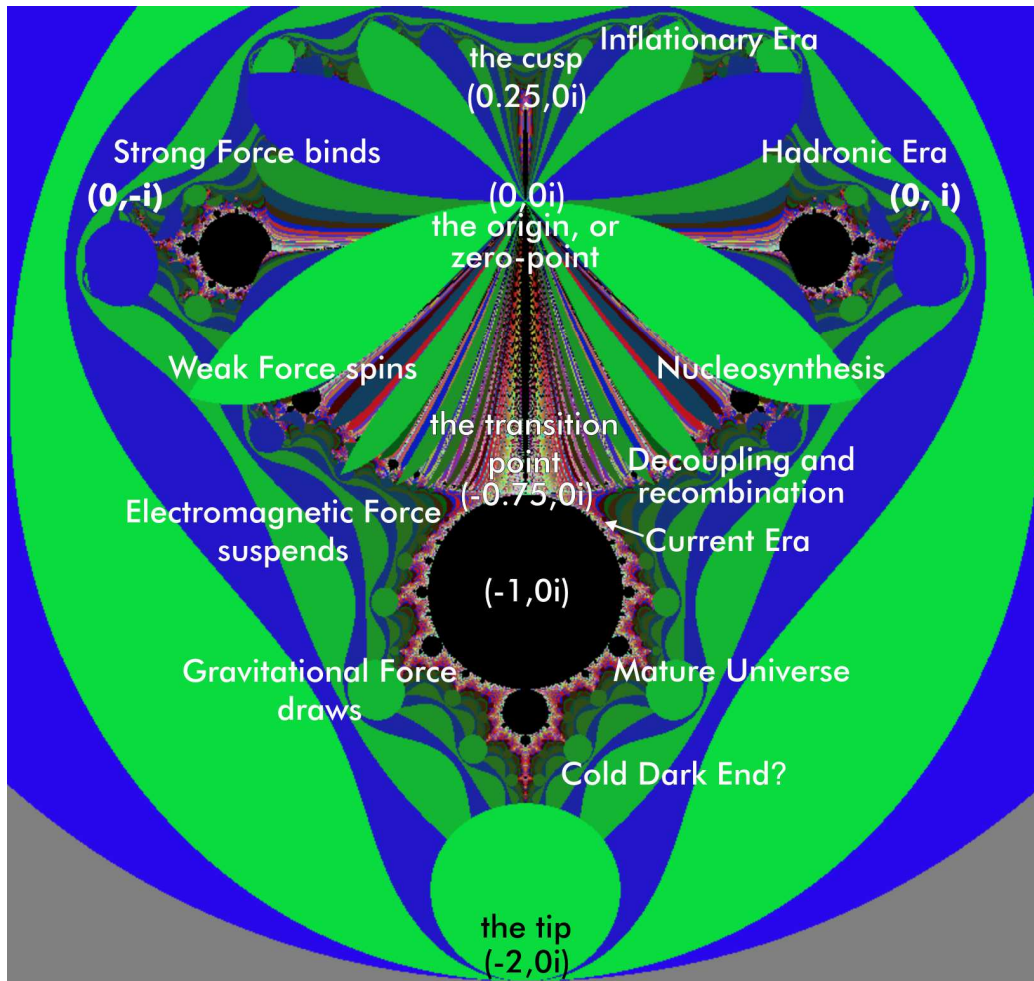 Inflationary Era
the cusp
(0.25,0i)
Strong Force binds
Hadronic Era
(0,-i)
(0,0i)
(0, i)
the origin, or
zero-point
Weak Force spins
Nucleosynthesis
the transition
point
(-0.75,0i)
Decoupling and
recombination
Electromagnetic Force
suspends
Current Era
(-1,0i)
Gravitational Force
draws
Mature Universe
Cold Dark End?
the tip
(-2,0i)